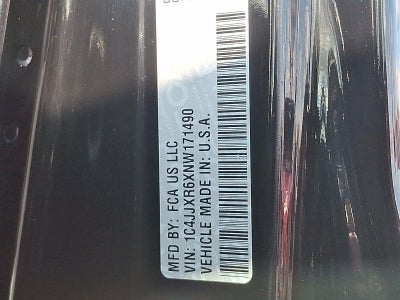 MFD BY: FCA US LLC
VIN: 1C4JJXR6XNW171490
VEHICLE MADE IN: U.S.A.